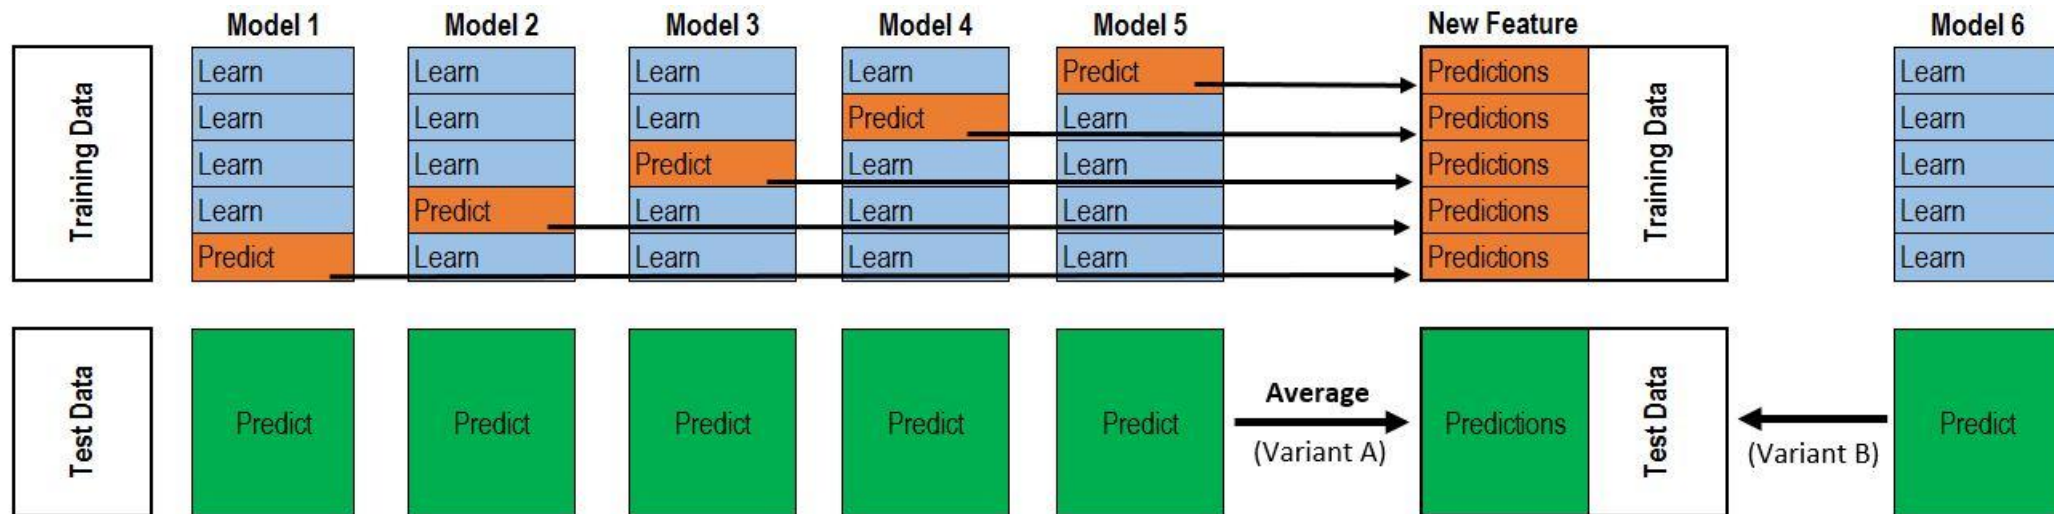 Model 1 Model 2 Model 3 Model 4 Model 5 New Feature Model 6
Training Data
Learn Learn Learn Learn Predict Predictions Learn
Learn Learn Learn Predict Learn Predictions Learn
Learn Learn Predict Learn Learn Predictions Learn
Learn Predict Learn Learn Learn Predictions Learn
Predict Learn Learn Learn Learn Predictions Learn
Training Data
Test Data
Predict Predict Predict Predict Predict
Average
(Variant A)
Predictions
Test Data
(Variant B)
Predict